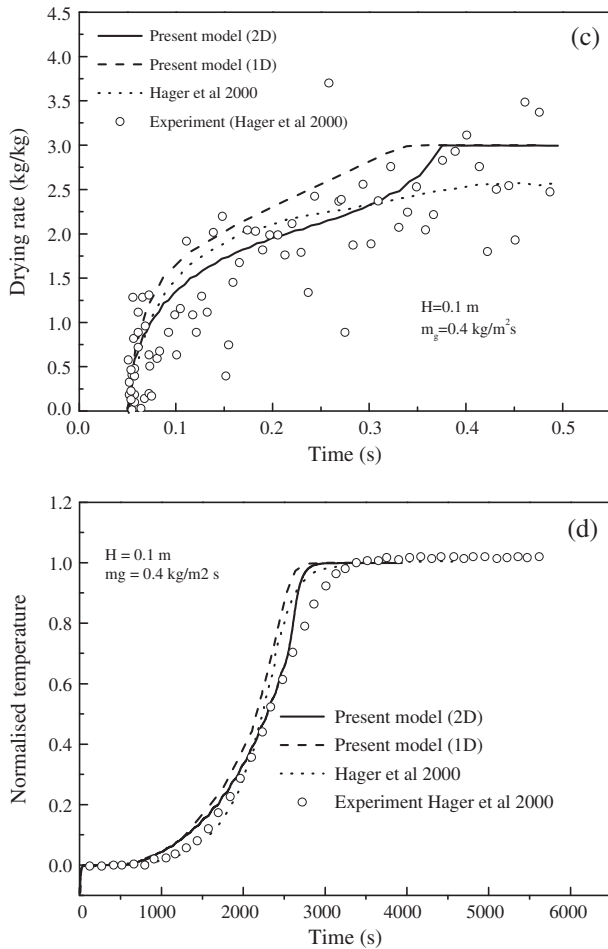 (c)
Present model (2D)
Present model (1D)
Hager et al 2000
Experiment (Hager et al 2000)
4.5
4.0
3.5
3.0
2.5
2.0
1.5
1.0
0.5
0.0
Drying rate (kg/kg)
H=0.1 m
m_g=0.4 kg/m²s
0.1
0.2
0.3
0.4
0.5
Time (s)
(d)
1.2
1.0
0.8
0.6
0.4
0.2
0.0
Normalised temperature
H = 0.1 m
mg = 0.4 kg/m2 s
Present model (2D)
Present model (1D)
Hager et al 2000
Experiment Hager et al 2000
0
1000
2000
3000
4000
5000
6000
Time (s)